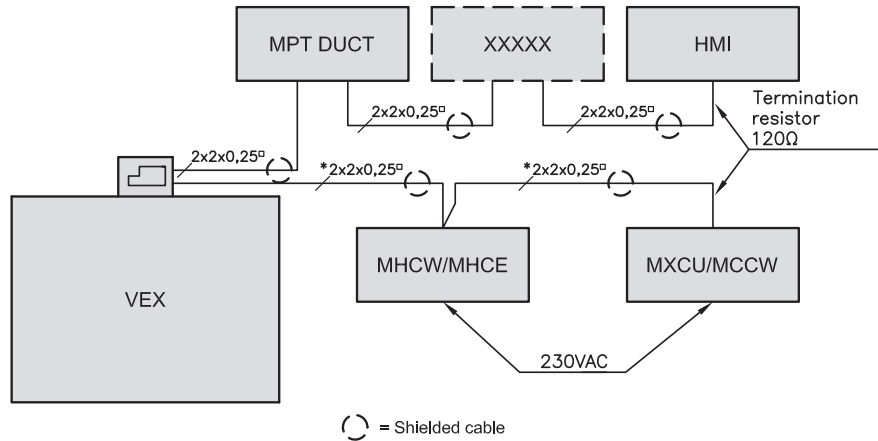 MPT DUCT
XXXXX
HMI
2x2x0,25¤
2x2x0,25¤
Termination
resistor
120Ω
2x2x0,25¤
*2x2x0,25¤
*2x2x0,25¤
MHCW/MHCE
MXCU/MCCW
VEX
230VAC
= Shielded cable